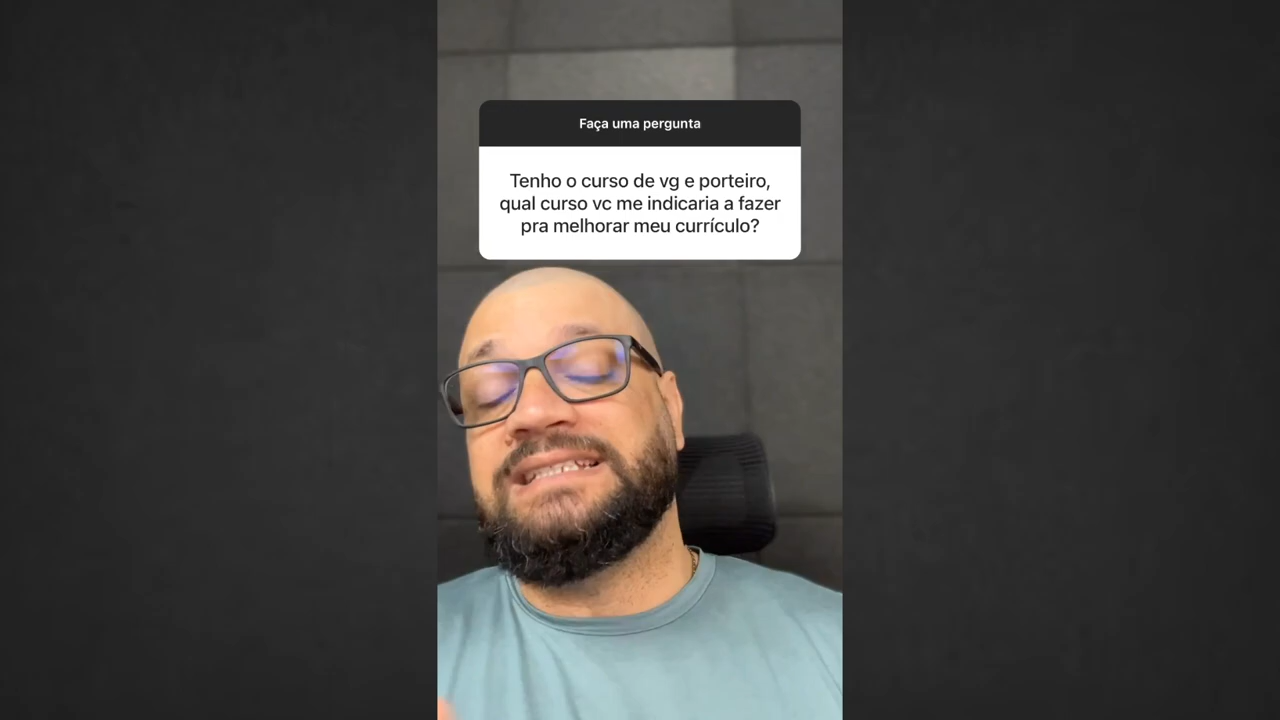 Faça uma pergunta
Tenho o curso de vg e porteiro,
qual curso vc me indicaria a fazer
pra melhorar meu currículo?